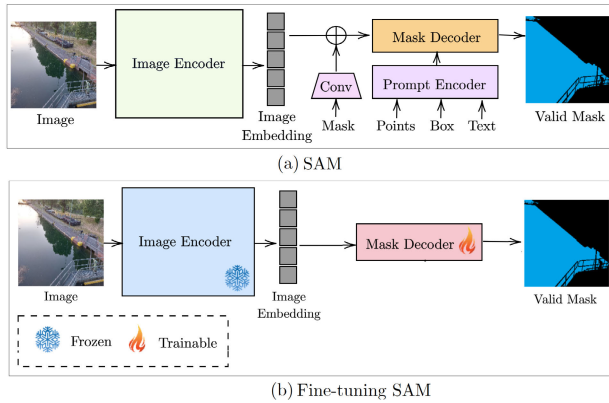 Image
Image Encoder
Image
Embedding
Conv
Mask
Mask Decoder
Prompt Encoder
Points
Box
Text
Valid Mask
(a) SAM
Image
Image Encoder
Image
Embedding
Mask Decoder
Valid Mask
Frozen
Trainable
(b) Fine-tuning SAM